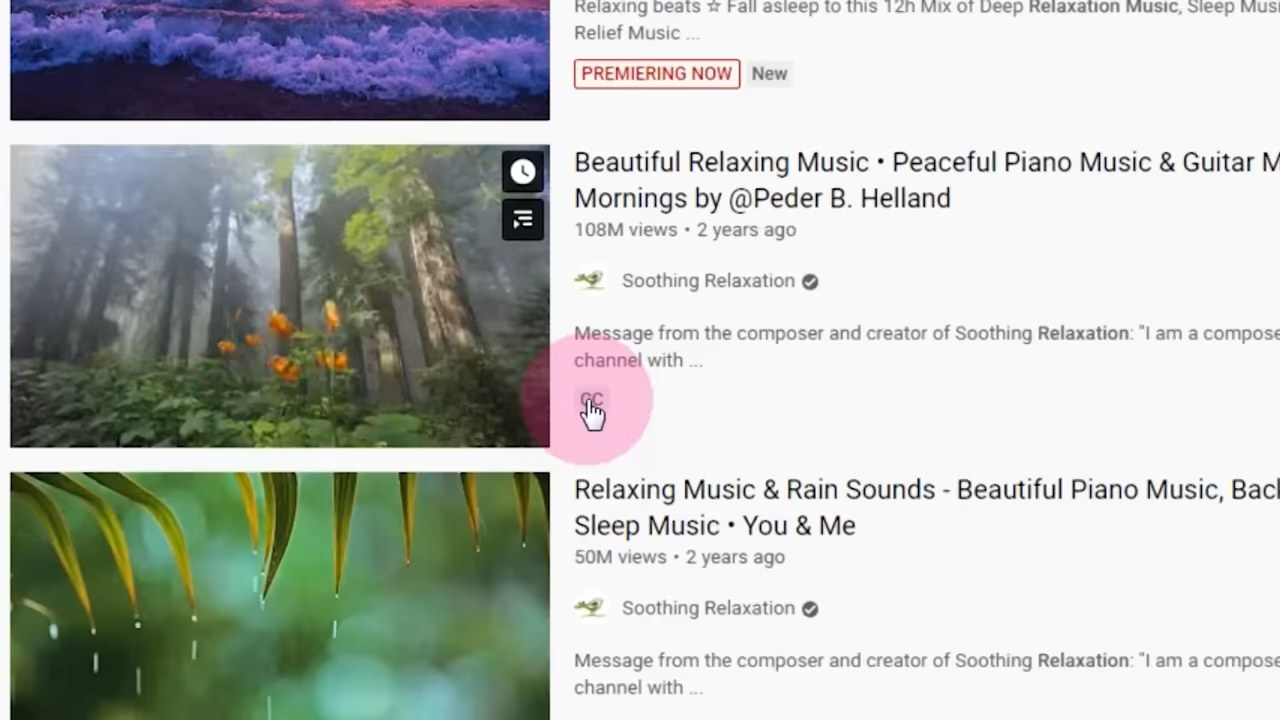 Relaxing beats ☆ Fall asleep to this 12h Mix of Deep Relaxation Music, Sleep
Relief Music ...
PREMIERING NOW New
Beautiful Relaxing Music • Peaceful Piano Music & Guitar
Mornings by @Peder B. Helland
108M views • 2 years ago
Soothing Relaxation
Message from the composer and creator of Soothing Relaxation: "I am a
channel with ...
CC
Relaxing Music & Rain Sounds - Beautiful Piano Music,
Sleep Music • You & Me
50M views • 2 years ago
Soothing Relaxation
Message from the composer and creator of Soothing Relaxation: "I am a
channel with ...